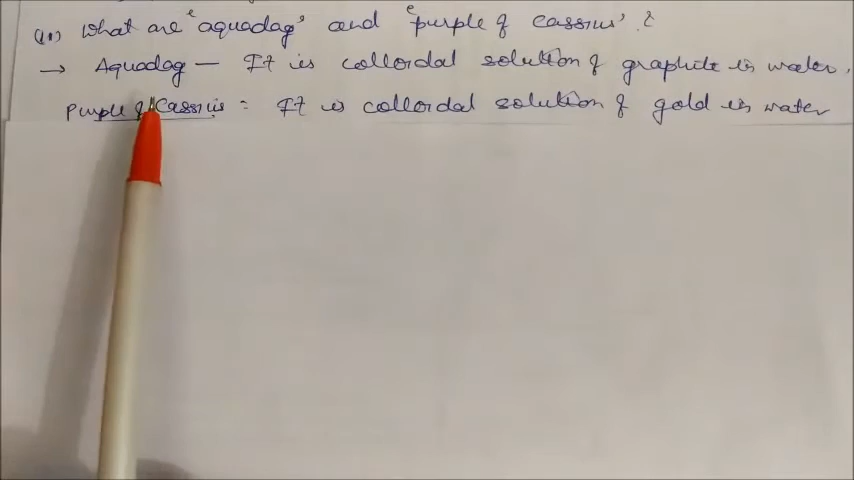 Q11) What are 'aquadag' and 'purple of cassius'?
→ Aquadag — It is colloidal solution of graphite in water.
Purple of Cassius : It is colloidal solution of gold in water